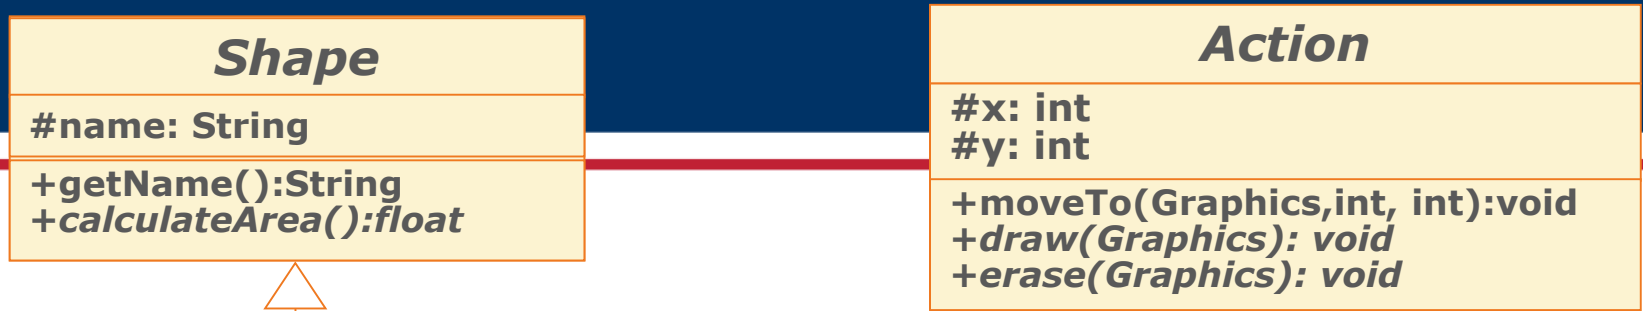 Shape
#name: String
+getName():String
+calculateArea():float
Action
#x: int
#y: int
+moveTo(Graphics,int, int):void
+draw(Graphics): void
+erase(Graphics): void